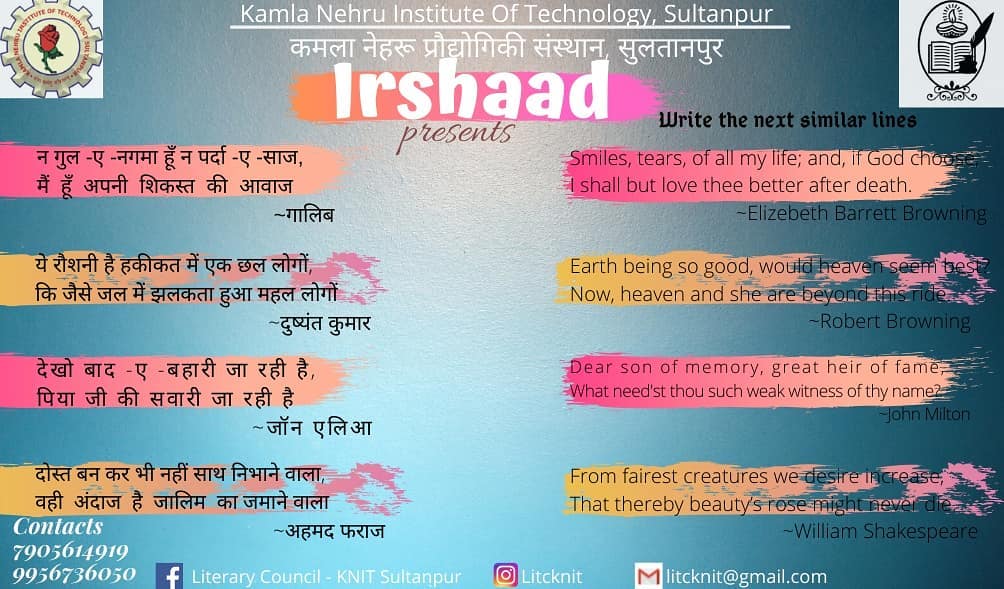 Kamla Nehru Institute Of Technology, Sultanpur
कमला नेहरू प्रौद्योगिकी संस्थान, सुलतानपुर
Irshaad
presents
Write the next similar lines
न गुल -ए -नगमा हूँ न पर्दा -ए -साज,
मैं हूँ अपनी शिकस्त की आवाज
~गालिब
ये रौशनी है हकीकत में एक छल लोगों,
कि जैसे जल में झलकता हुआ महल लोगों
~दुष्यंत कुमार
देखो बाद -ए -बहारी जा रही है,
पिया जी की सवारी जा रही है
~जॉन एलिआ
दोस्त बन कर भी नहीं साथ निभाने वाला,
वही अंदाज है जालिम का जमाने वाला
~अहमद फराज
Smiles, tears, of all my life; and, if God choose,
I shall but love thee better after death.
~Elizebeth Barrett Browning
Earth being so good, would heaven seem best?
Now, heaven and she are beyond this ride.
~Robert Browning
Dear son of memory, great heir of fame,
What need'st thou such weak witness of thy name?
~John Milton
From fairest creatures we desire increase,
That thereby beauty's rose might never die,
~William Shakespeare
Contacts
7905614919
9956736050
Literary Council - KNIT Sultanpur
Litcknit
litcknit@gmail.com